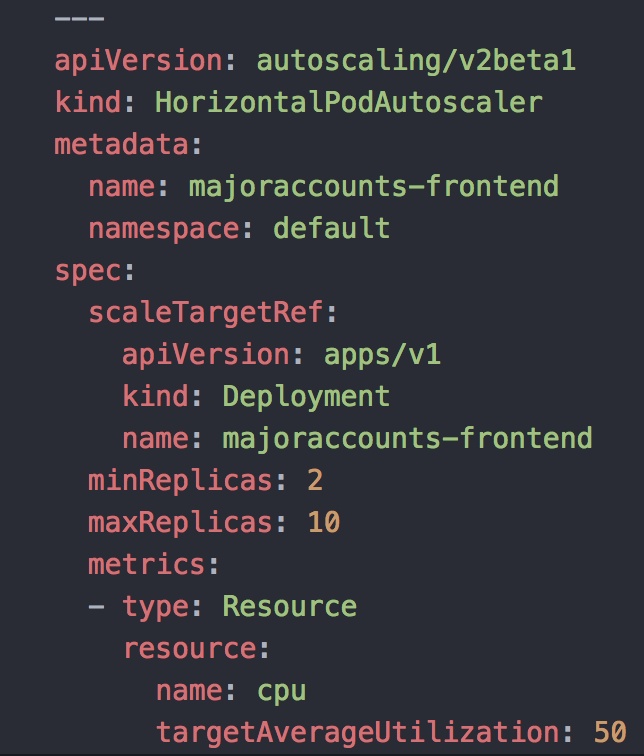 ---
apiVersion: autoscaling/v2beta1
kind: HorizontalPodAutoscaler
metadata:
  name: majoraccounts-frontend
  namespace: default
spec:
  scaleTargetRef:
    apiVersion: apps/v1
    kind: Deployment
    name: majoraccounts-frontend
  minReplicas: 2
  maxReplicas: 10
  metrics:
  - type: Resource
    resource:
      name: cpu
      targetAverageUtilization: 50